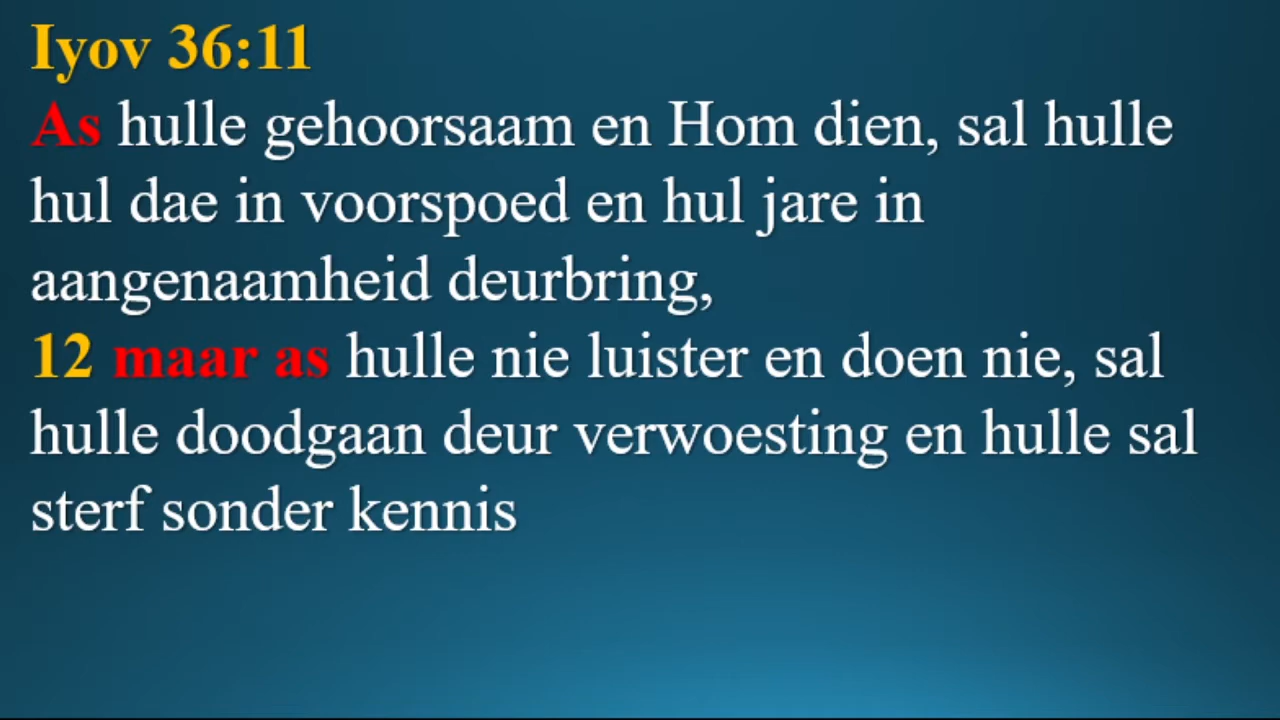 Iyov 36:11
As hulle gehoorsaam en Hom dien, sal hulle
hul dae in voorspoed en hul jare in
aangenaamheid deurbring,
12 maar as hulle nie luister en doen nie, sal
hulle doodgaan deur verwoesting en hulle sal
sterf sonder kennis